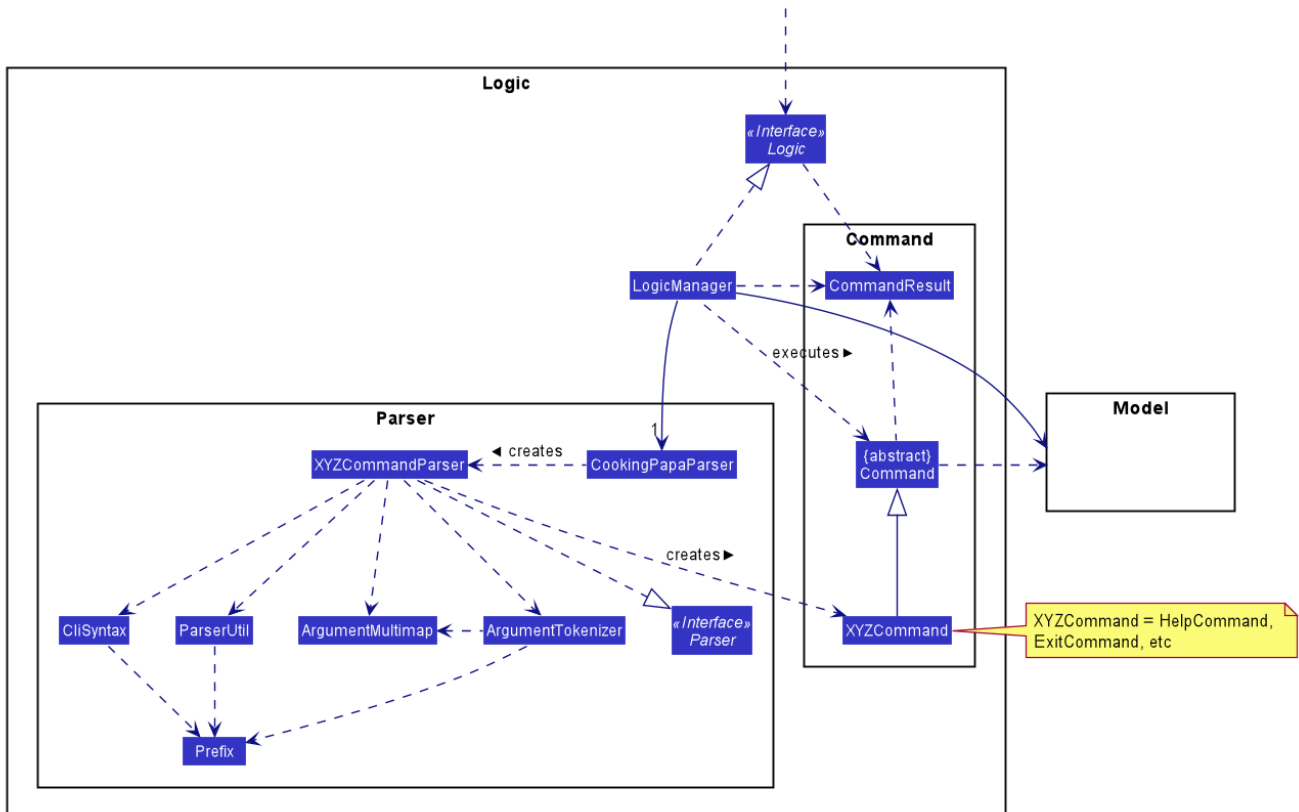 Logic
«Interface»
Logic
Command
LogicManager
CommandResult
executes ►
Model
Parser
1
{abstract}
Command
XYZCommandParser
◄ creates
CookingPapaParser
creates ►
CliSyntax
ParserUtil
ArgumentMultimap
ArgumentTokenizer
«Interface»
Parser
XYZCommand
XYZCommand = HelpCommand,
ExitCommand, etc
Prefix